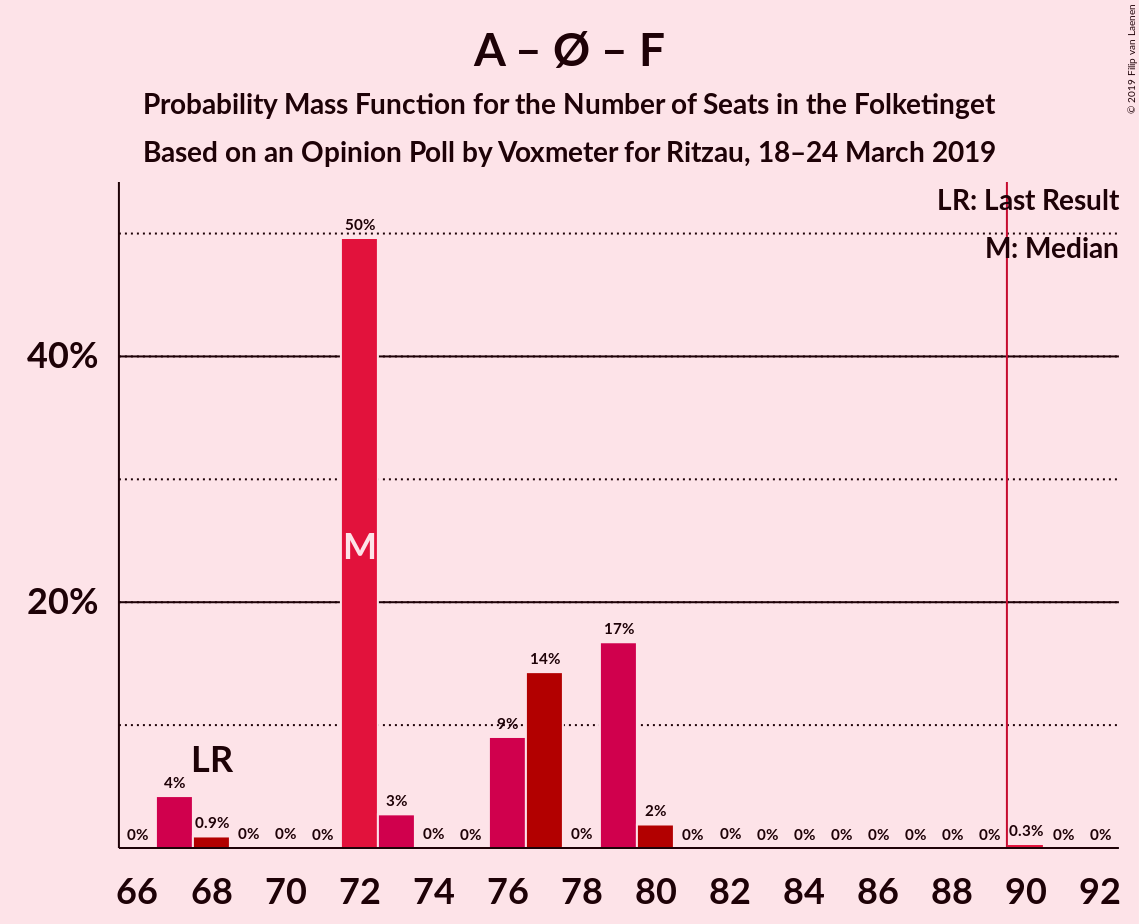 A – Ø – F
Probability Mass Function for the Number of Seats in the Folketinget
Based on an Opinion Poll by Voxmeter for Ritzau, 18–24 March 2019
© 2019 Filip van Laenen
LR: Last Result
M: Median
50%
40%
M
20%
17%
14%
9%
LR
4%
3%
2%
0% 0.9% 0% 0% 0% 0% 0% 0% 0% 0% 0% 0% 0% 0% 0% 0% 0% 0.3% 0% 0%
66 68 70 72 74 76 78 80 82 84 86 88 90 92